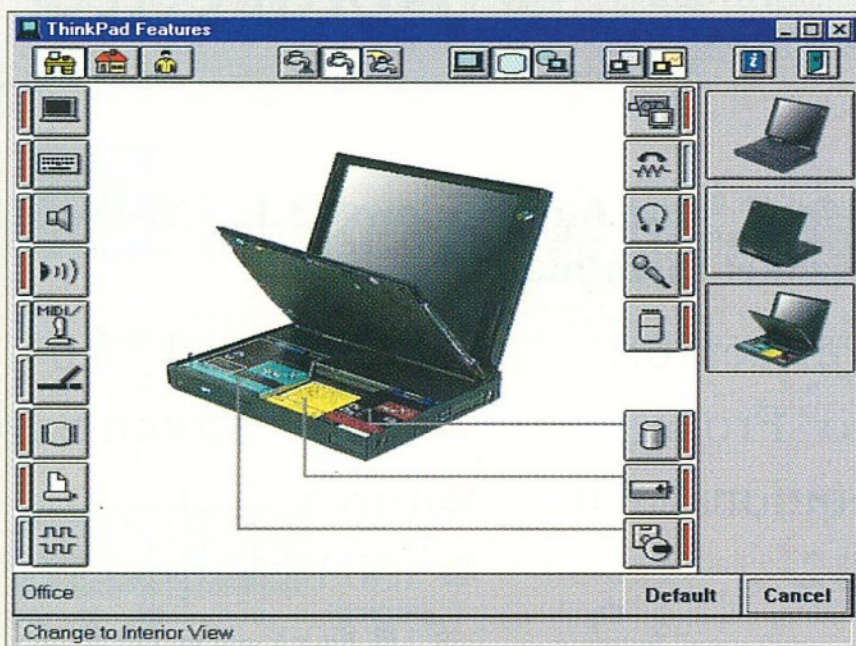 ThinkPad Features
MIDI/
Office
Default
Cancel
Change to Interior View